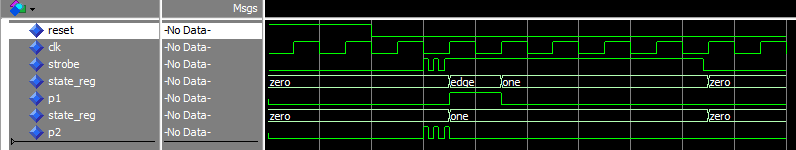 Msgs
reset -No Data-
clk -No Data-
strobe -No Data-
state_reg -No Data- zero edge one zero
p1 -No Data-
state_reg -No Data- zero one zero
p2 -No Data-